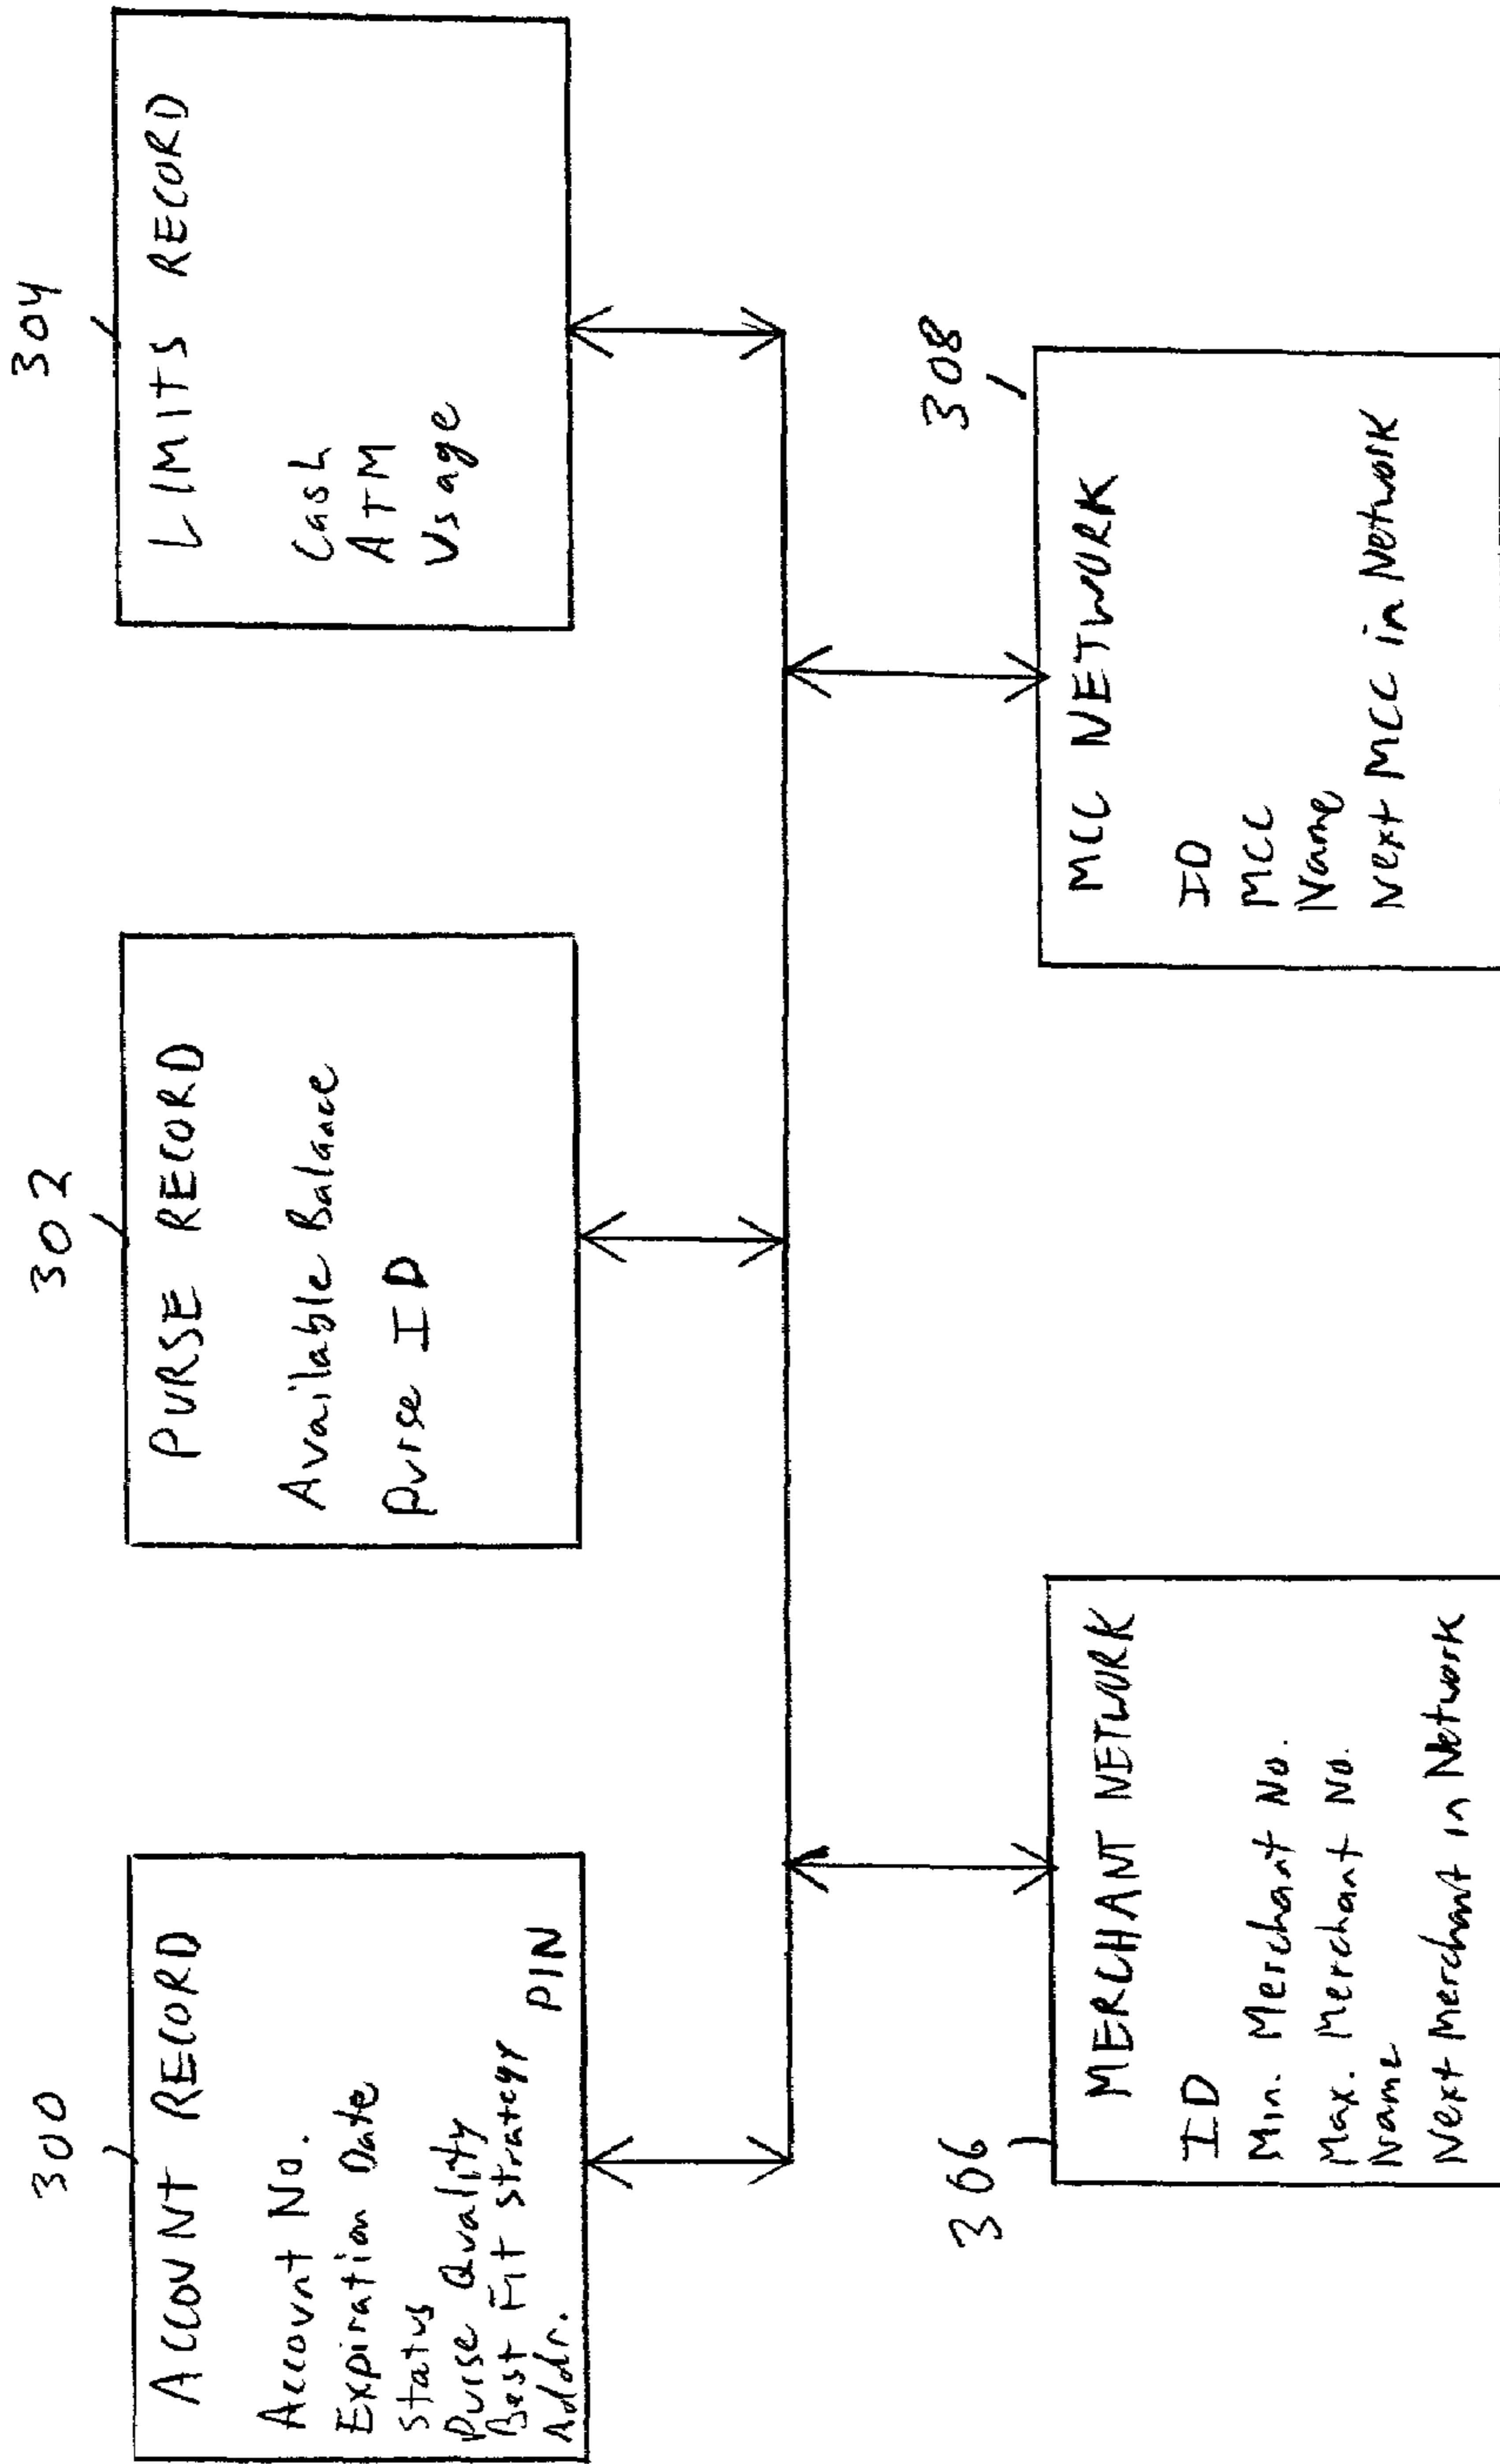 300
ACCOUNT RECORD
Account No.
Expiration Date
Status
Purse Quality
Best Fit Strategy
Addr.
PIN
302
PURSE RECORD
Available Balance
Purse ID
304
LIMITS RECORD
Cash
ATM
Usage
306
MERCHANT NETWORK
ID
Min. Merchant No.
Max. Merchant No.
Name
Next Merchant in Network
308
MCC NETWORK
ID
MCC
Name
Next MCC in Network